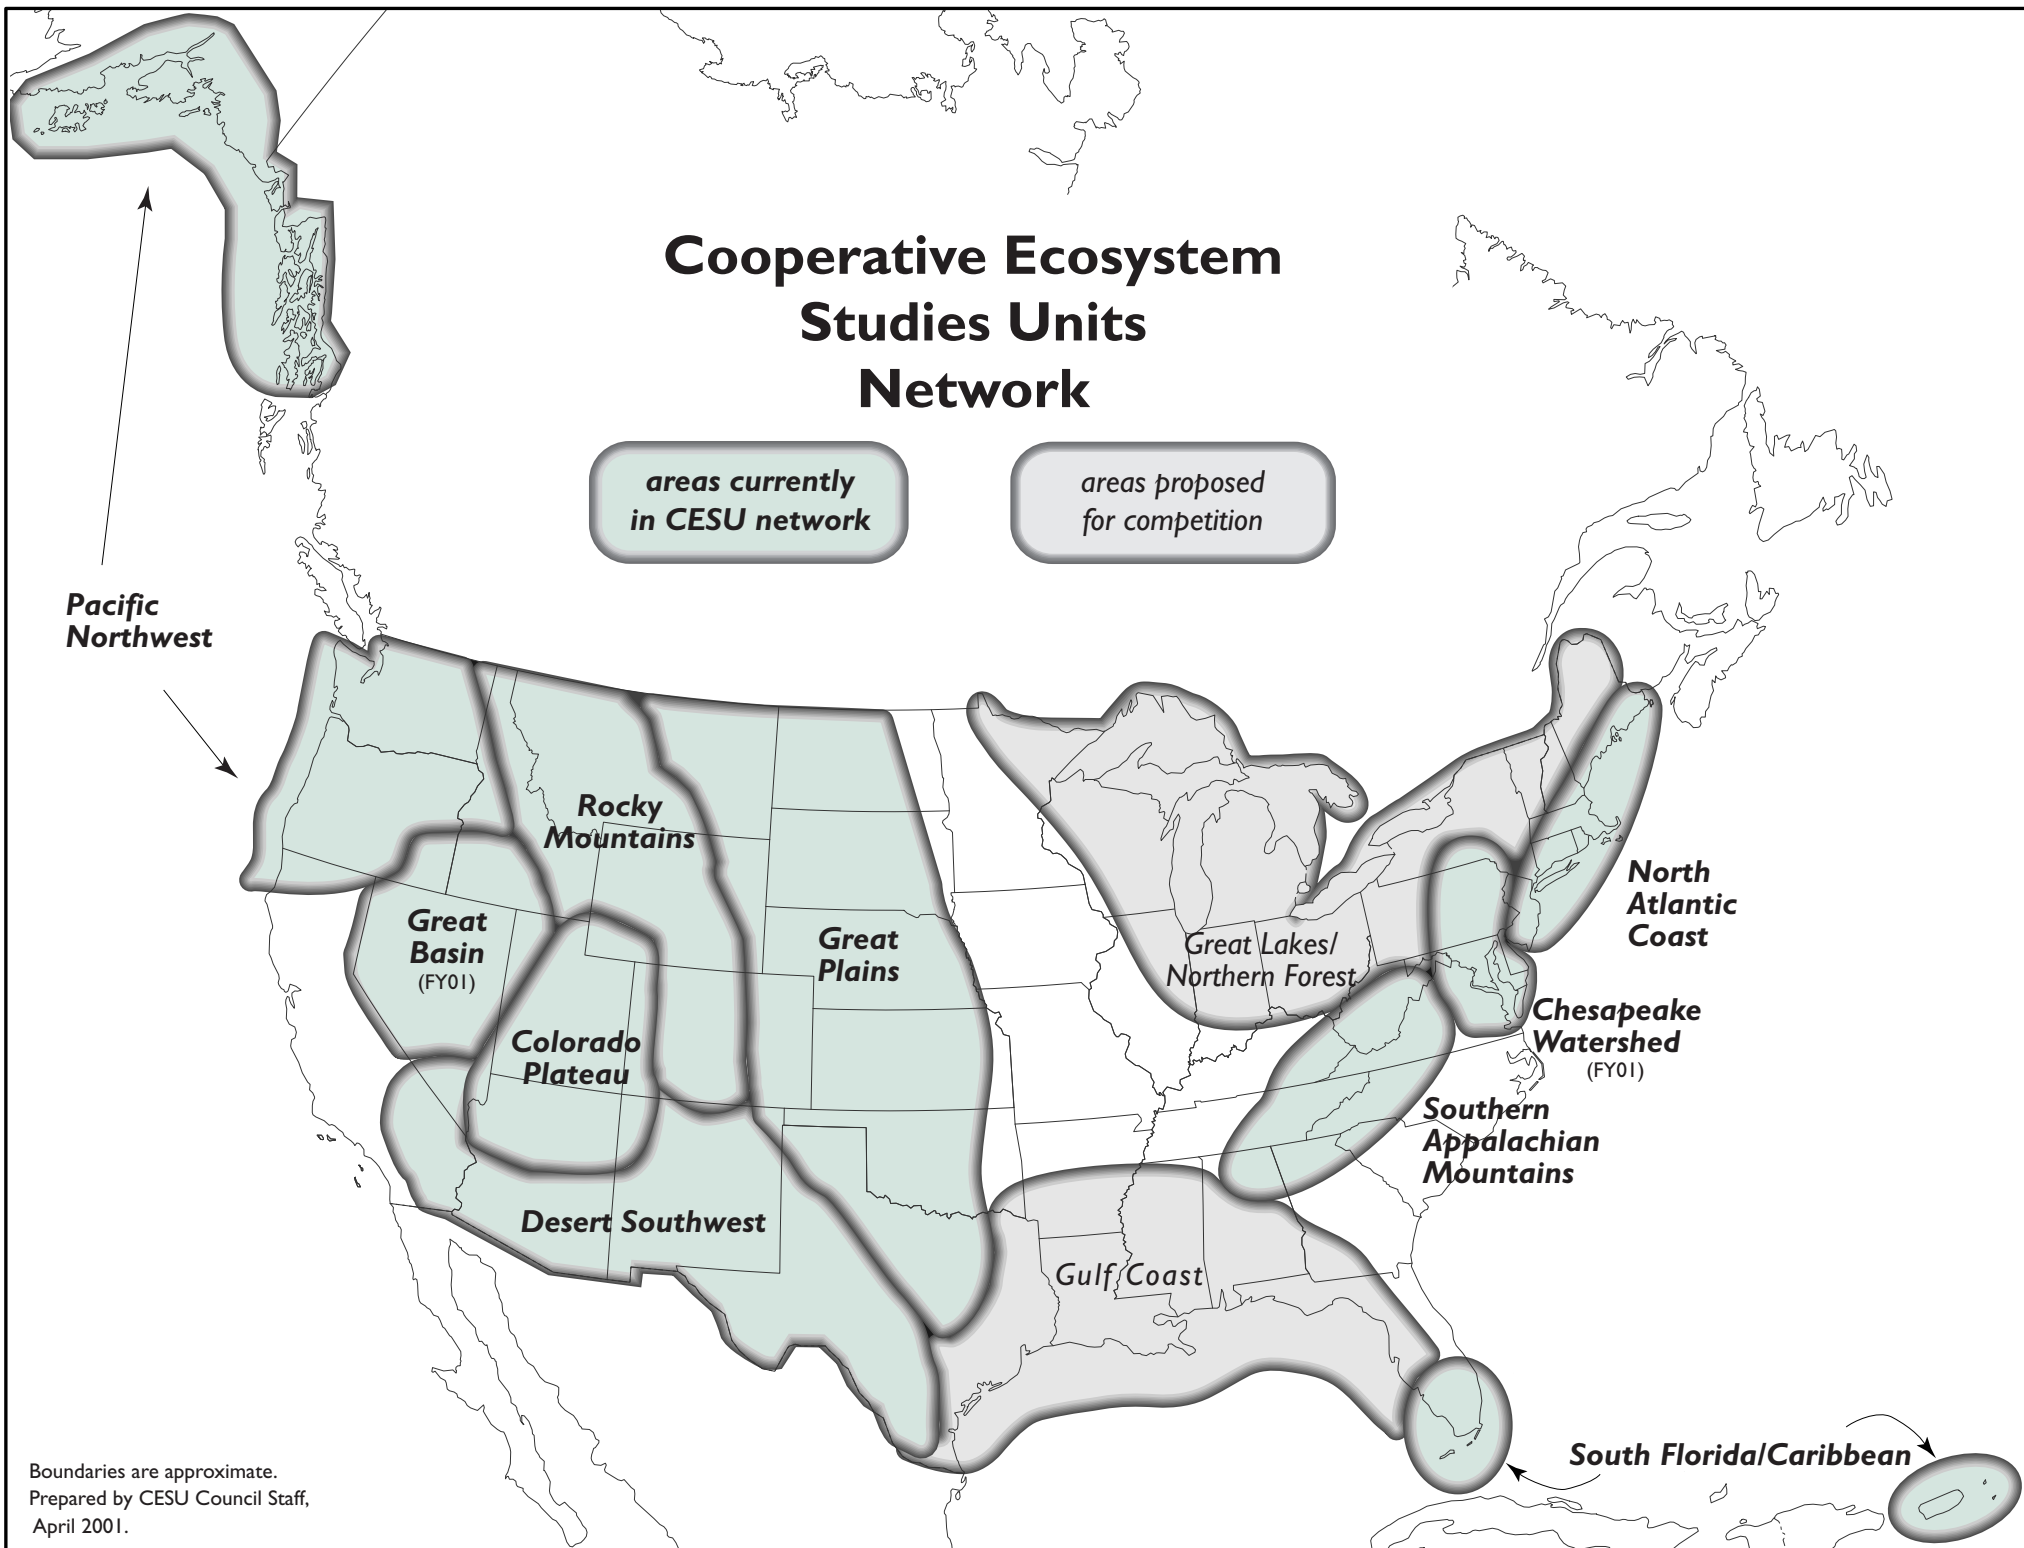 Cooperative Ecosystem
Studies Units
Network
areas currently
in CESU network
areas proposed
for competition
Pacific
Northwest
Rocky
Mountains
Great
Basin
(FY01)
Great
Plains
Colorado
Plateau
Desert Southwest
Great Lakes/
Northern Forest
North
Atlantic
Coast
Chesapeake
Watershed
(FY01)
Southern
Appalachian
Mountains
Gulf Coast
South Florida/Caribbean
Boundaries are approximate.
Prepared by CESU Council Staff,
April 2001.